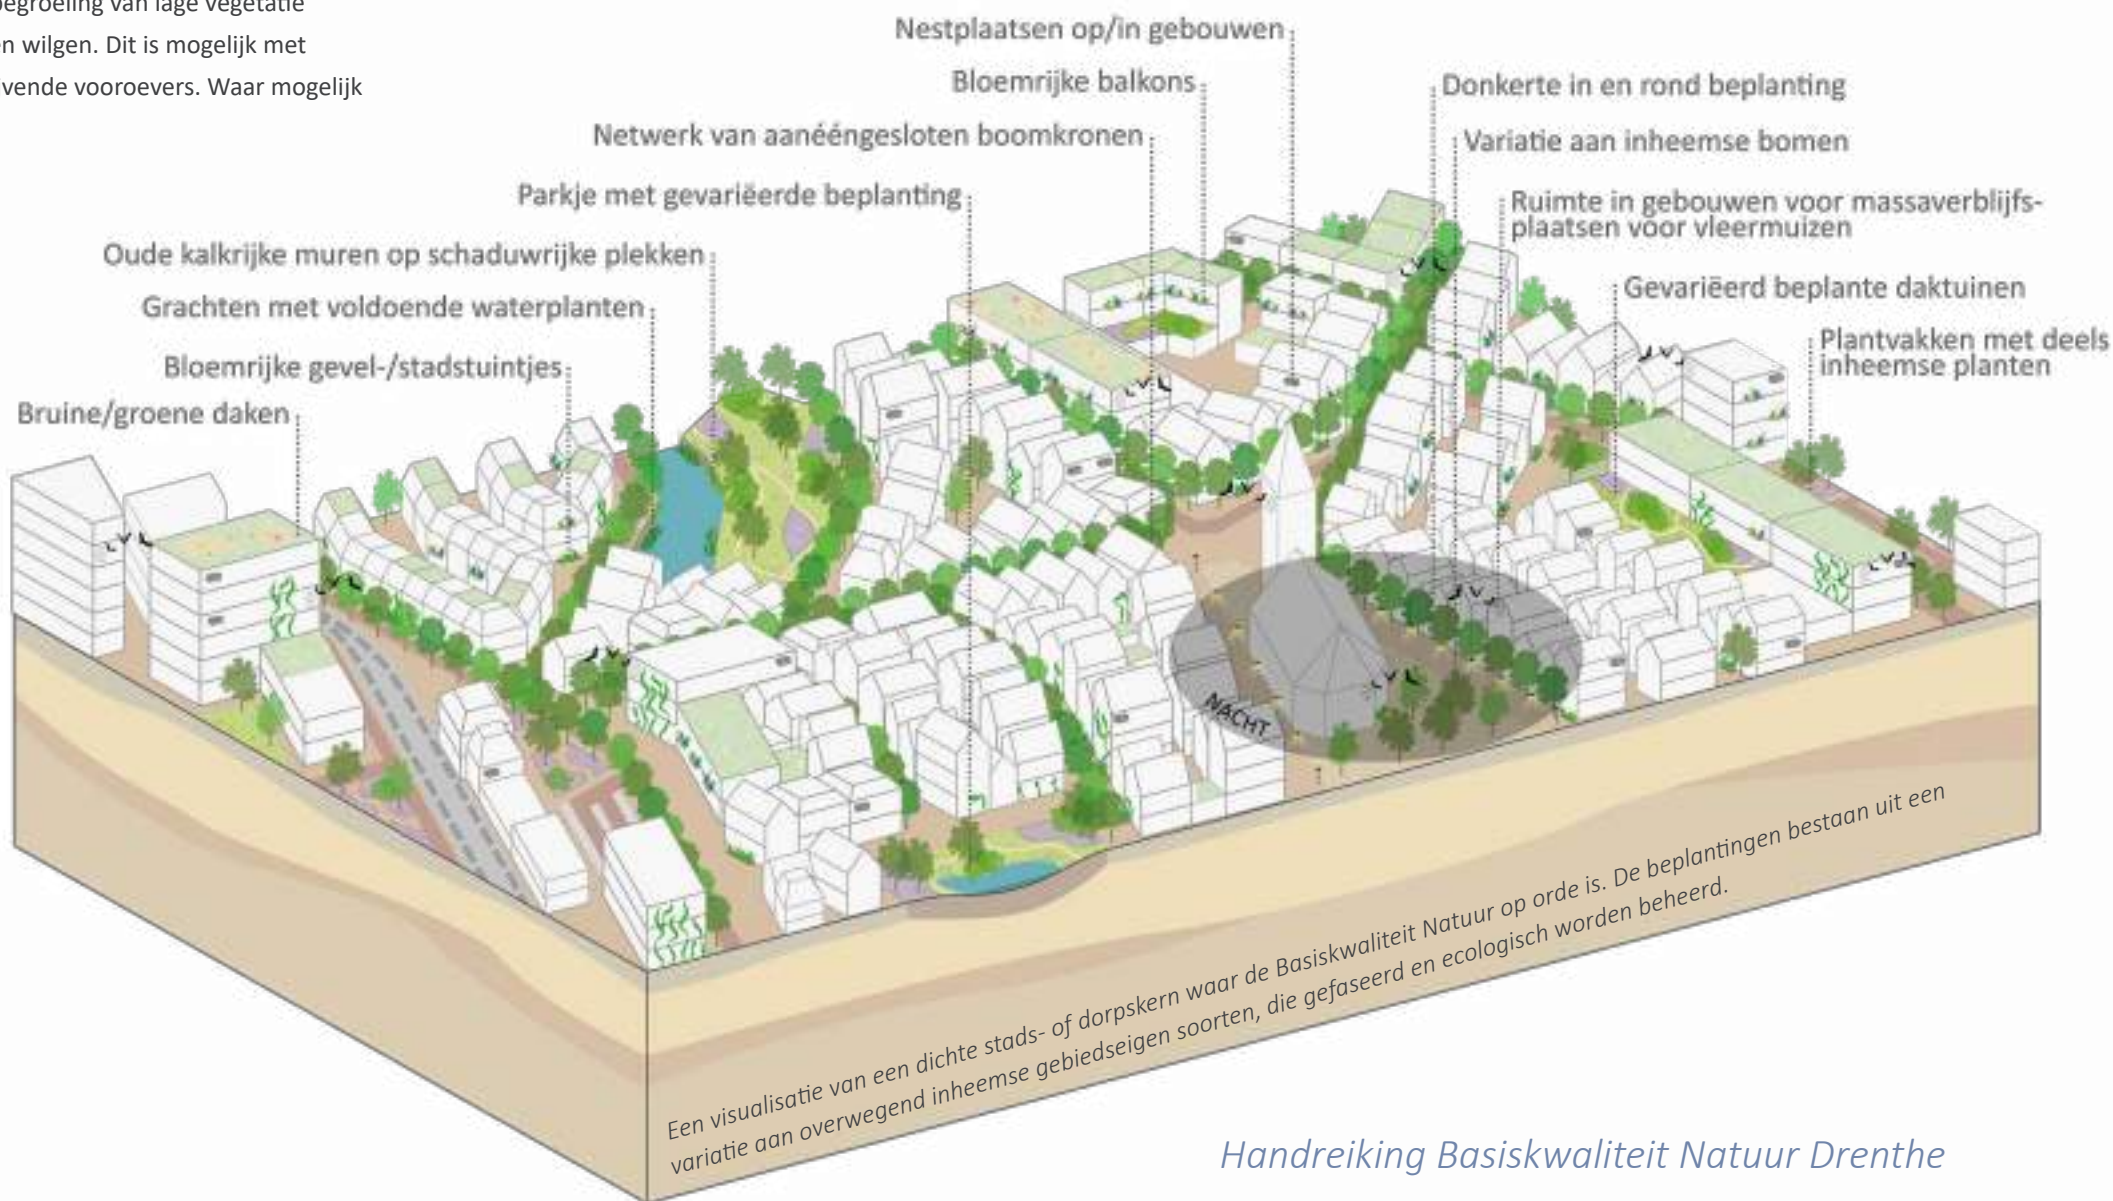 begroeiing van lage vegetatie
en wilgen. Dit is mogelijk met
vende vooroevers. Waar mogelijk
Nestplaatsen op/in gebouwen
Bloemrijke balkons
Netwerk van aanééngesloten boomkronen
Parkje met gevariëerde beplanting
Oude kalkrijke muren op schaduwrijke plekken
Grachten met voldoende waterplanten
Bloemrijke gevel-/stadstuintjes
Bruine/groene daken
Donkerte in en rond beplanting
Variatie aan inheemse bomen
Ruimte in gebouwen voor massaverblijfs-
plaatsen voor vleermuizen
Gevariëerd beplante daktuinen
Plantvakken met deels
inheemse planten
NACHT
Een visualisatie van een dichte stads- of dorpskern waar de Basiskwaliteit Natuur op orde is. De beplantingen bestaan uit een
variatie aan overwegend inheemse gebiedseigen soorten, die gefaseerd en ecologisch worden beheerd.
Handreiking Basiskwaliteit Natuur Drenthe